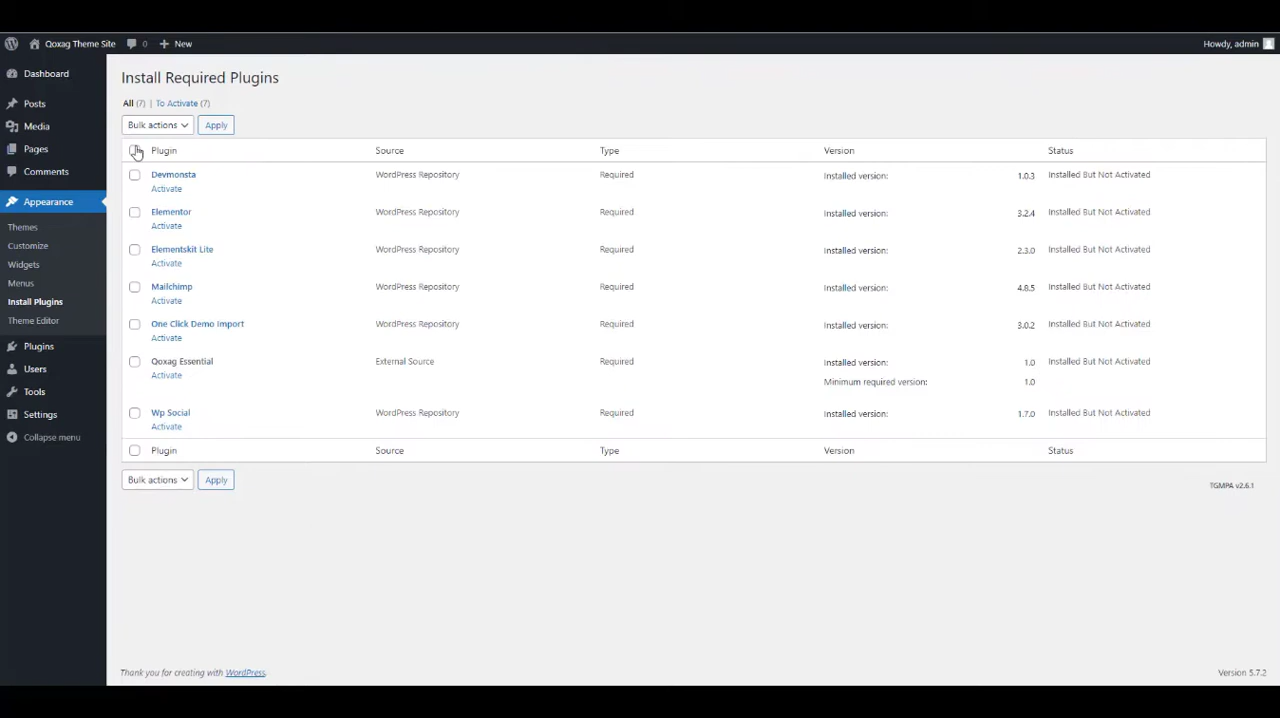 Qoxag Theme Site 0 New Howdy, admin
Dashboard
Posts
Media
Pages
Comments
Appearance
Themes
Customize
Widgets
Menus
Install Plugins
Theme Editor
Plugins
Users
Tools
Settings
Collapse menu
Install Required Plugins
All (7) | To Activate (7)
Bulk actions Apply
Plugin Source Type Version Status
Devmonsta WordPress Repository Required Installed version: 1.0.3 Installed But Not Activated
Activate
Elementor WordPress Repository Required Installed version: 3.2.4 Installed But Not Activated
Activate
Elementskit Lite WordPress Repository Required Installed version: 2.3.0 Installed But Not Activated
Activate
Mailchimp WordPress Repository Required Installed version: 4.8.5 Installed But Not Activated
Activate
One Click Demo Import WordPress Repository Required Installed version: 3.0.2 Installed But Not Activated
Activate
Qoxag Essential External Source Required Installed version: 1.0 Installed But Not Activated
Activate Minimum required version: 1.0
Wp Social WordPress Repository Required Installed version: 1.7.0 Installed But Not Activated
Activate
Plugin Source Type Version Status
Bulk actions Apply
TGMPA v2.6.1
Thank you for creating with WordPress. Version 5.7.2